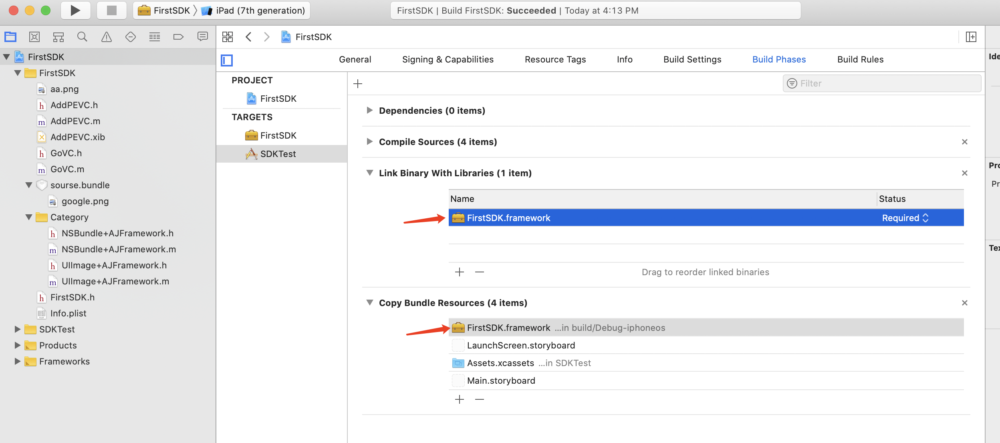 FirstSDK
iPad (7th generation)
FirstSDK | Build FirstSDK: Succeeded | Today at 4:13 PM
FirstSDK
General
Signing & Capabilities
Resource Tags
Info
Build Settings
Build Phases
Build Rules
FirstSDK
FirstSDK
aa.png
AddPEVC.h
AddPEVC.m
AddPEVC.xib
GoVC.h
GoVC.m
sourse.bundle
google.png
Category
NSBundle+AJFramework.h
NSBundle+AJFramework.m
UIImage+AJFramework.h
UIImage+AJFramework.m
FirstSDK.h
Info.plist
SDKTest
Products
Frameworks
PROJECT
FirstSDK
TARGETS
FirstSDK
SDKTest
Filter
Dependencies (0 items)
Compile Sources (4 items)
Link Binary With Libraries (1 item)
Name
Status
FirstSDK.framework
Required
Drag to reorder linked binaries
Copy Bundle Resources (4 items)
FirstSDK.framework ...in build/Debug-iphoneos
LaunchScreen.storyboard
Assets.xcassets ...in SDKTest
Main.storyboard
Ide
Pro
Pr
Tex